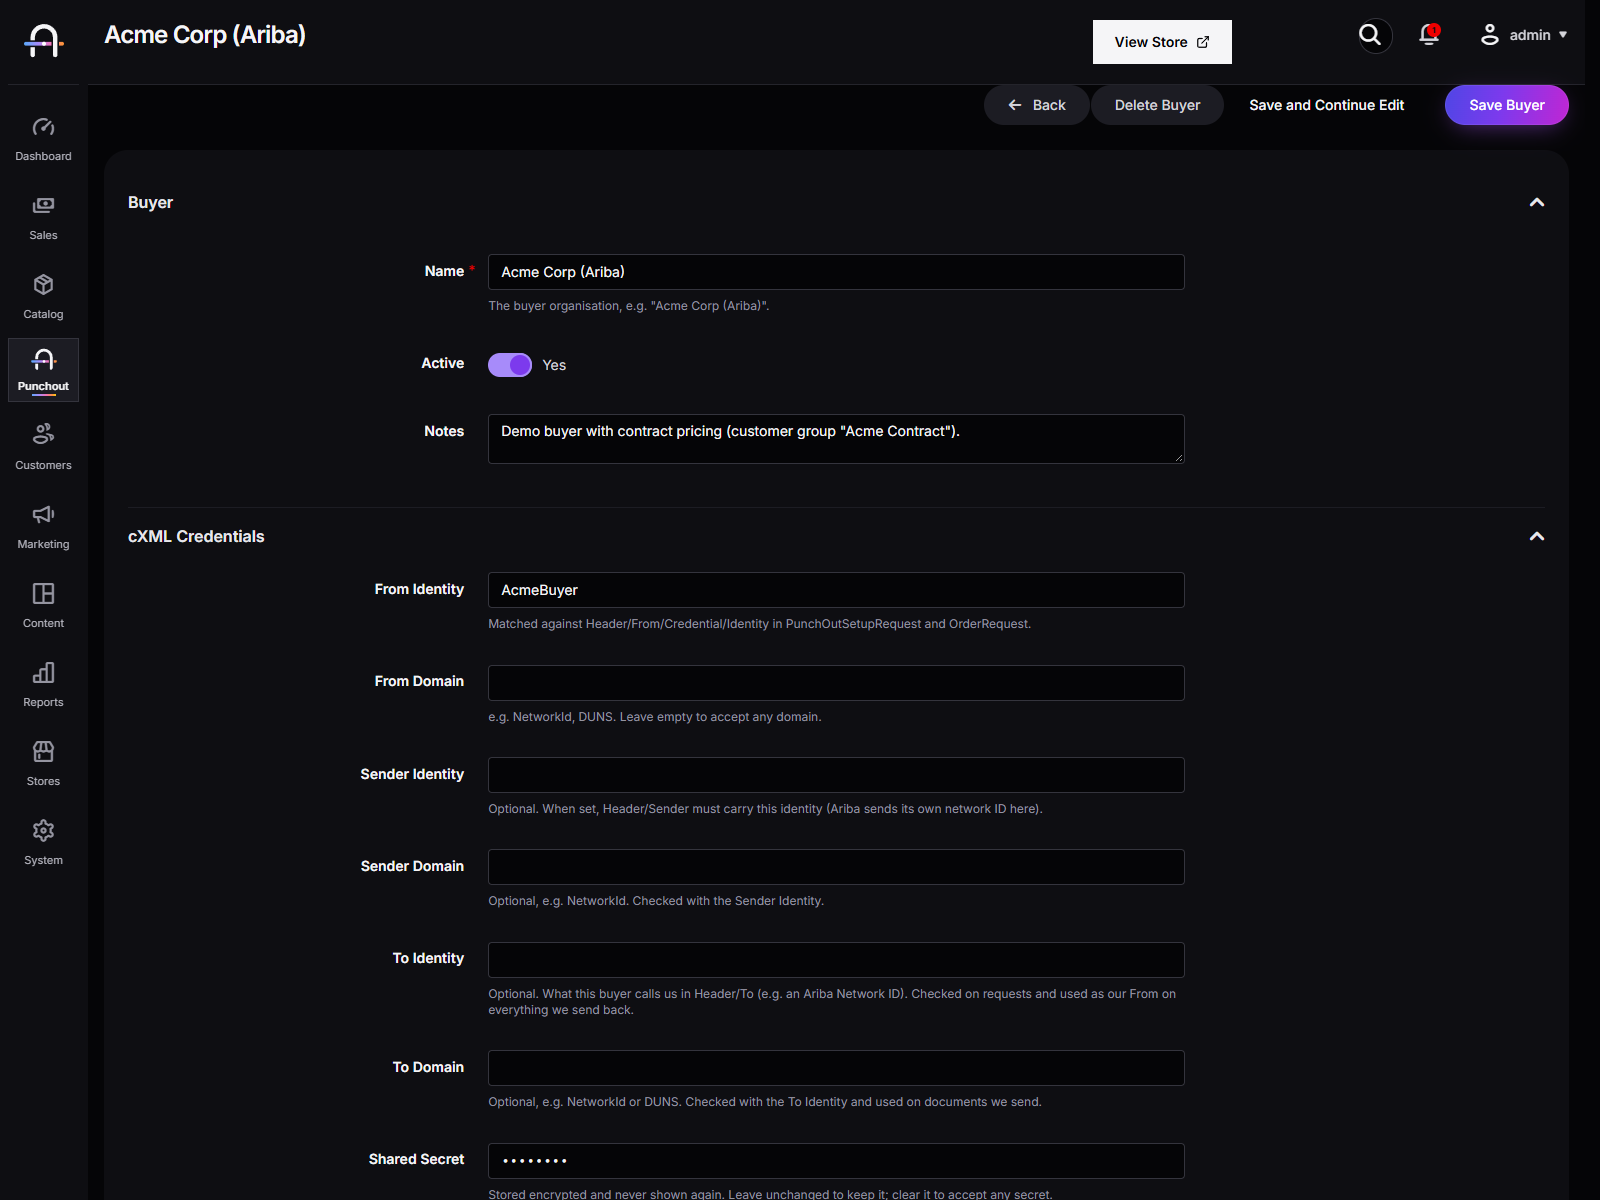 Acme Corp (Ariba)
View Store
admin
Back
Delete Buyer
Save and Continue Edit
Save Buyer
Dashboard
Sales
Catalog
Punchout
Customers
Marketing
Content
Reports
Stores
System
Buyer
Name *
Acme Corp (Ariba)
The buyer organisation, e.g. "Acme Corp (Ariba)".
Active
Yes
Notes
Demo buyer with contract pricing (customer group "Acme Contract").
cXML Credentials
From Identity
AcmeBuyer
Matched against Header/From/Credential/Identity in PunchOutSetupRequest and OrderRequest.
From Domain
e.g. NetworkId, DUNS. Leave empty to accept any domain.
Sender Identity
Optional. When set, Header/Sender must carry this identity (Ariba sends its own network ID here).
Sender Domain
Optional, e.g. NetworkId. Checked with the Sender Identity.
To Identity
Optional. What this buyer calls us in Header/To (e.g. an Ariba Network ID). Checked on requests and used as our From on
everything we send back.
To Domain
Optional, e.g. NetworkId or DUNS. Checked with the To Identity and used on documents we send.
Shared Secret
••••••••
Stored encrypted and never shown again. Leave unchanged to keep it; clear it to accept any secret.